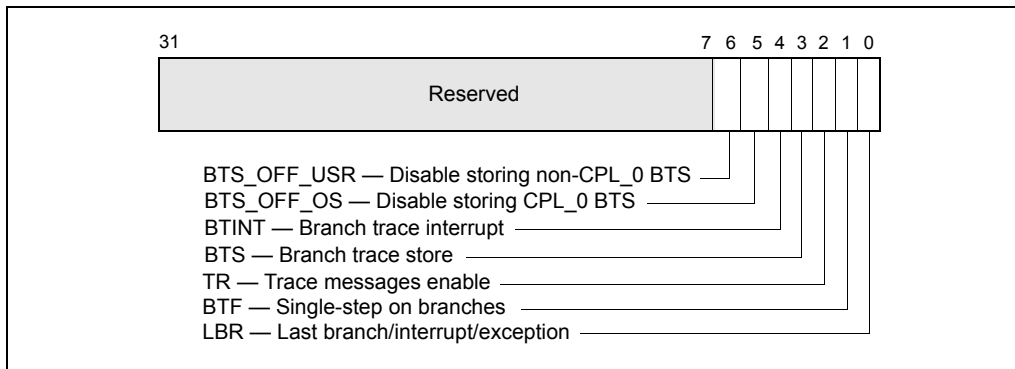 31 7 6 5 4 3 2 1 0
Reserved
BTS_OFF_USR — Disable storing non-CPL_0 BTS
BTS_OFF_OS — Disable storing CPL_0 BTS
BTINT — Branch trace interrupt
BTS — Branch trace store
TR — Trace messages enable
BTF — Single-step on branches
LBR — Last branch/interrupt/exception